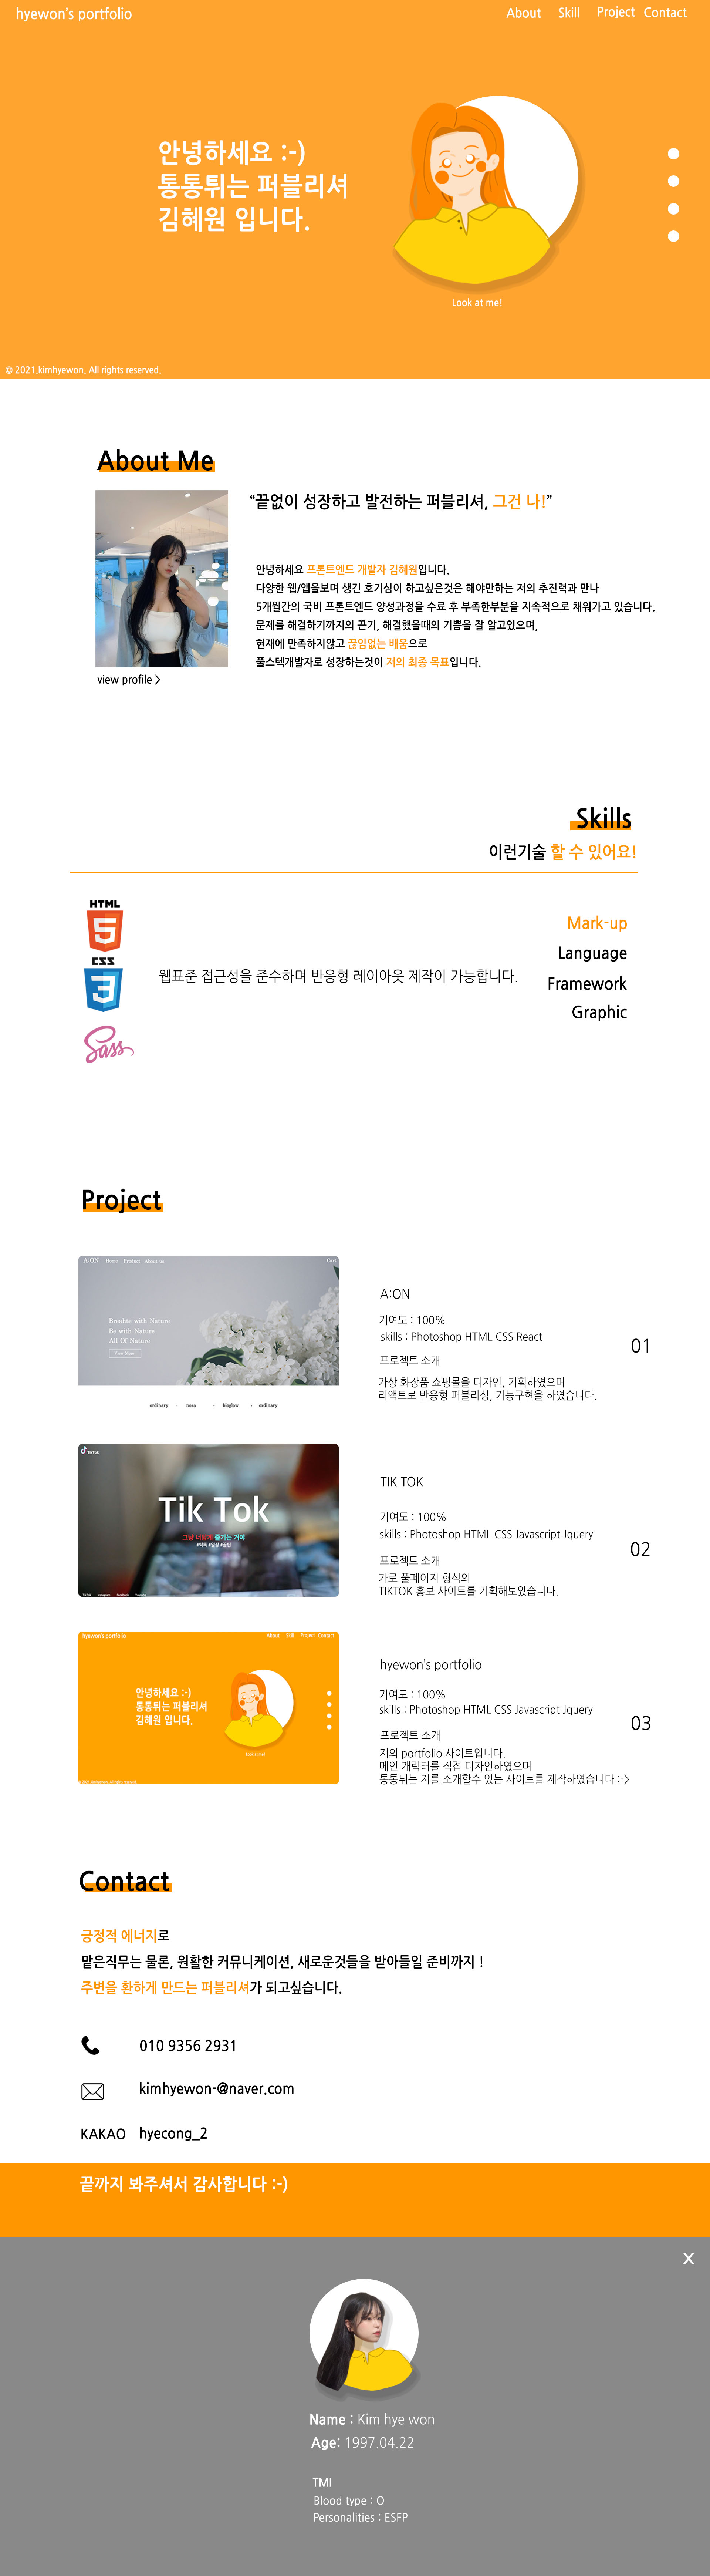 hyewon's portfolio
About Skill Project Contact
안녕하세요 :-)
통통튀는 퍼블리셔
김혜원 입니다.
Look at me!
© 2021.kimhyewon. All rights reserved.
About Me
“끝없이 성장하고 발전하는 퍼블리셔, 그건 나!”
안녕하세요 프론트엔드 개발자 김혜원입니다.
다양한 웹/앱을보며 생긴 호기심이 하고싶은것은 해야만하는 저의 추진력과 만나
5개월간의 국비 프론트엔드 양성과정을 수료 후 부족한부분을 지속적으로 채워가고 있습니다.
문제를 해결하기까지의 끈기, 해결했을때의 기쁨을 잘 알고있으며,
현재에 만족하지않고 끊임없는 배움으로
풀스텍개발자로 성장하는것이 저의 최종 목표입니다.
view profile >
Skills
이런기술 할 수 있어요!
HTML
5
CSS
3
Sass
웹표준 접근성을 준수하며 반응형 레이아웃 제작이 가능합니다.
Mark-up
Language
Framework
Graphic
Project
A:ON Home Product About us Cart
Breathe with Nature
Be with Nature
All Of Nature
View More
ordinary - nora - hiaglow - ordinary
A:ON
기여도 : 100%
skills : Photoshop HTML CSS React
프로젝트 소개
가상 화장품 쇼핑몰을 디자인, 기획하였으며
리액트로 반응형 퍼블리싱, 기능구현을 하였습니다.
01
TikTok
Tik Tok
그냥 너답게 즐기는 거야
#틱톡 #일상 #춤짱
TikTok Instagram Facebook Youtube
TIK TOK
기여도 : 100%
skills : Photoshop HTML CSS Javascript Jquery
프로젝트 소개
가로 풀페이지 형식의
TIKTOK 홍보 사이트를 기획해보았습니다.
02
hyewon's portfolio
About Skill Project Contact
안녕하세요 :-)
통통튀는 퍼블리셔
김혜원 입니다.
Look at me!
© 2021.kimhyewon. All rights reserved.
hyewon's portfolio
기여도 : 100%
skills : Photoshop HTML CSS Javascript Jquery
프로젝트 소개
저의 portfolio 사이트입니다.
메인 캐릭터를 직접 디자인하였으며
통통튀는 저를 소개할수 있는 사이트를 제작하였습니다 :->
03
Contact
긍정적 에너지로
맡은직무는 물론, 원활한 커뮤니케이션, 새로운것들을 받아들일 준비까지 !
주변을 환하게 만드는 퍼블리셔가 되고싶습니다.
010 9356 2931
kimhyewon-@naver.com
KAKAO hyecong_2
끝까지 봐주셔서 감사합니다 :-)
X
Name : Kim hye won
Age: 1997.04.22
TMI
Blood type : O
Personalities : ESFP